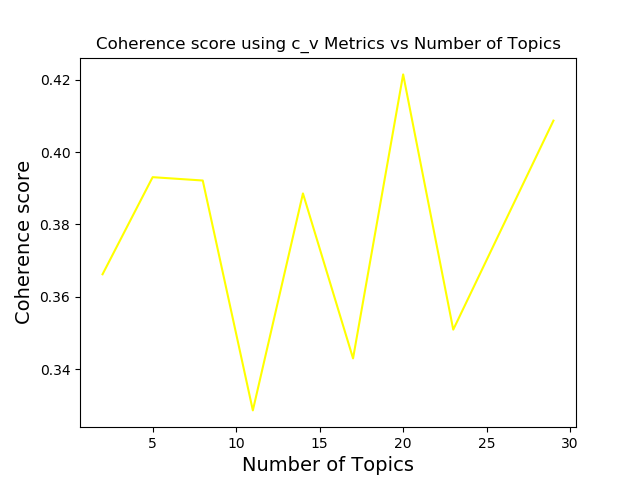 Coherence score using c_v Metrics vs Number of Topics
0.42
0.40
0.38
0.36
0.34
Coherence score
5 10 15 20 25 30
Number of Topics